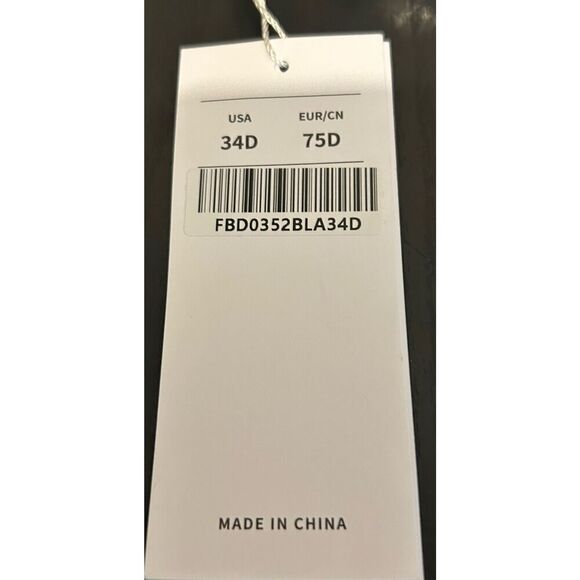 USA EUR/CN
34D 75D
FBD0352BLA34D
MADE IN CHINA